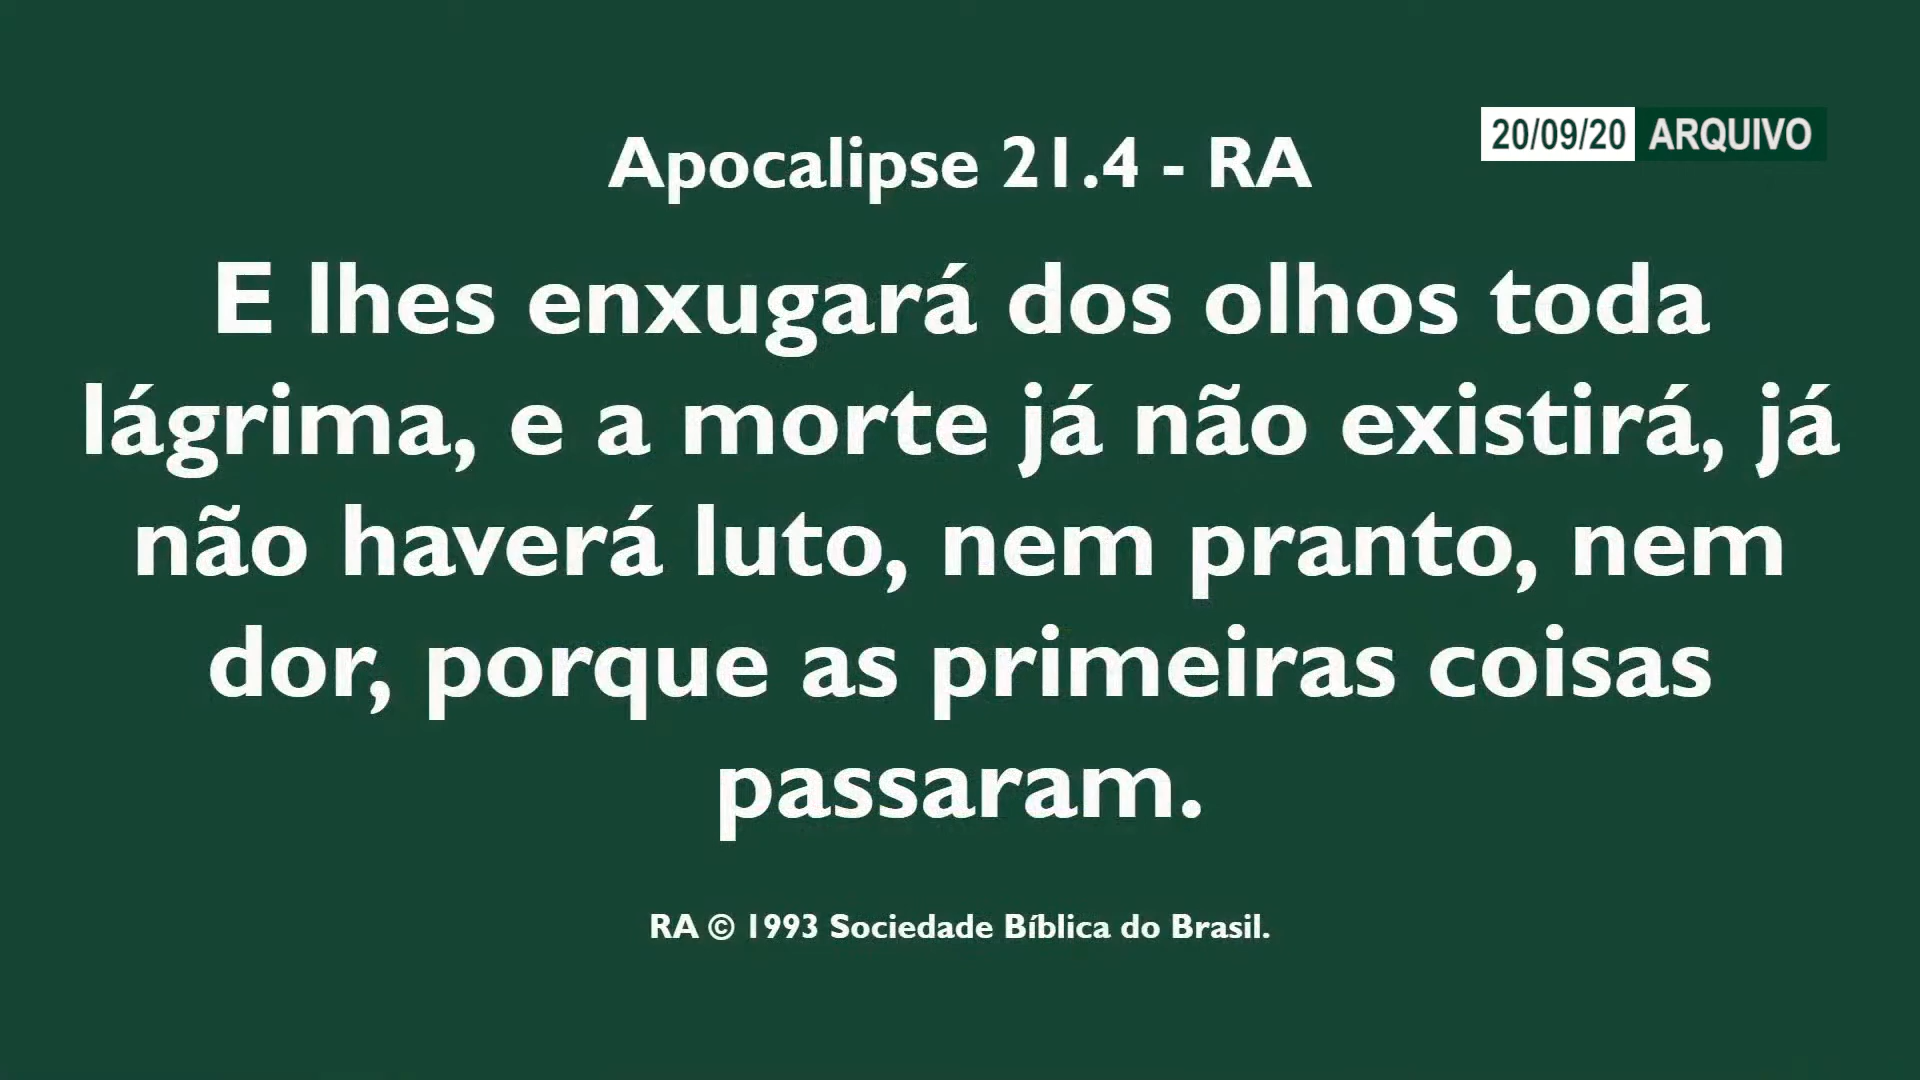 20/09/20 ARQUIVO
Apocalipse 21.4 - RA
E lhes enxugará dos olhos toda
lágrima, e a morte já não existirá, já
não haverá luto, nem pranto, nem
dor, porque as primeiras coisas
passaram.
RA © 1993 Sociedade Bíblica do Brasil.